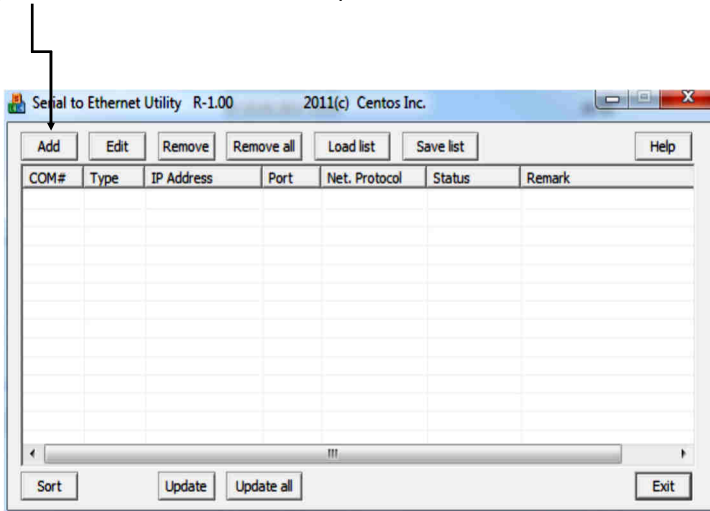 Serial to Ethernet Utility R-1.00 2011(c) Centos Inc.
Add Edit Remove Remove all Load list Save list Help
COM# Type IP Address Port Net. Protocol Status Remark
Sort Update Update all Exit